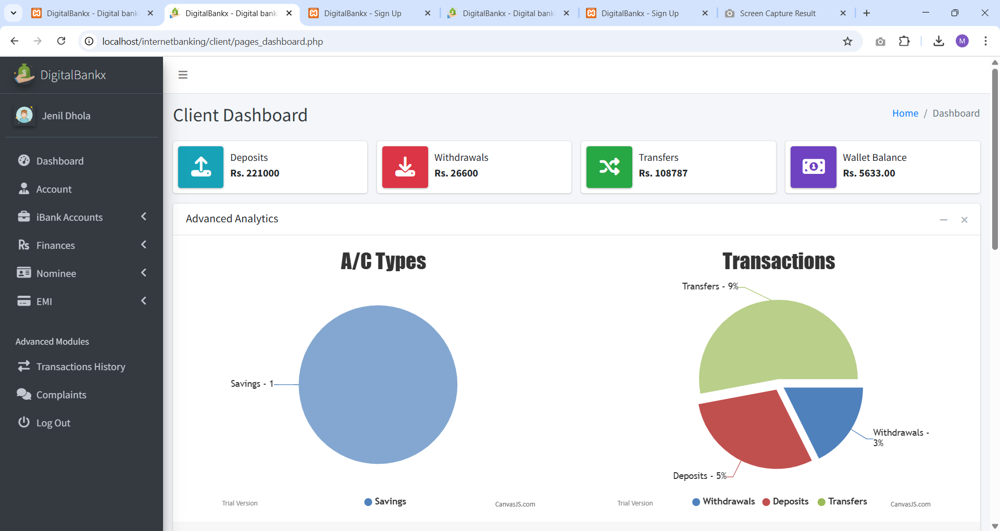 DigitalBankx - Digital bank
DigitalBankx - Digital bank
DigitalBankx - Sign Up
DigitalBankx - Digital bank
DigitalBankx - Sign Up
Screen Capture Result
localhost/internetbanking/client/pages_dashboard.php
M
DigitalBankx
Jenil Dhola
Dashboard
Account
iBank Accounts
Rs Finances
Nominee
EMI
Advanced Modules
Transactions History
Complaints
Log Out
Client Dashboard
Home / Dashboard
Deposits
Rs. 221000
Withdrawals
Rs. 26600
Transfers
Rs. 108787
Wallet Balance
Rs. 5633.00
Advanced Analytics
A/C Types
Savings - 1
Trial Version
Savings
CanvasJS.com
Transactions
Transfers - 9%
Withdrawals -
3%
Deposits - 5%
Trial Version
Withdrawals Deposits Transfers
CanvasJS.com